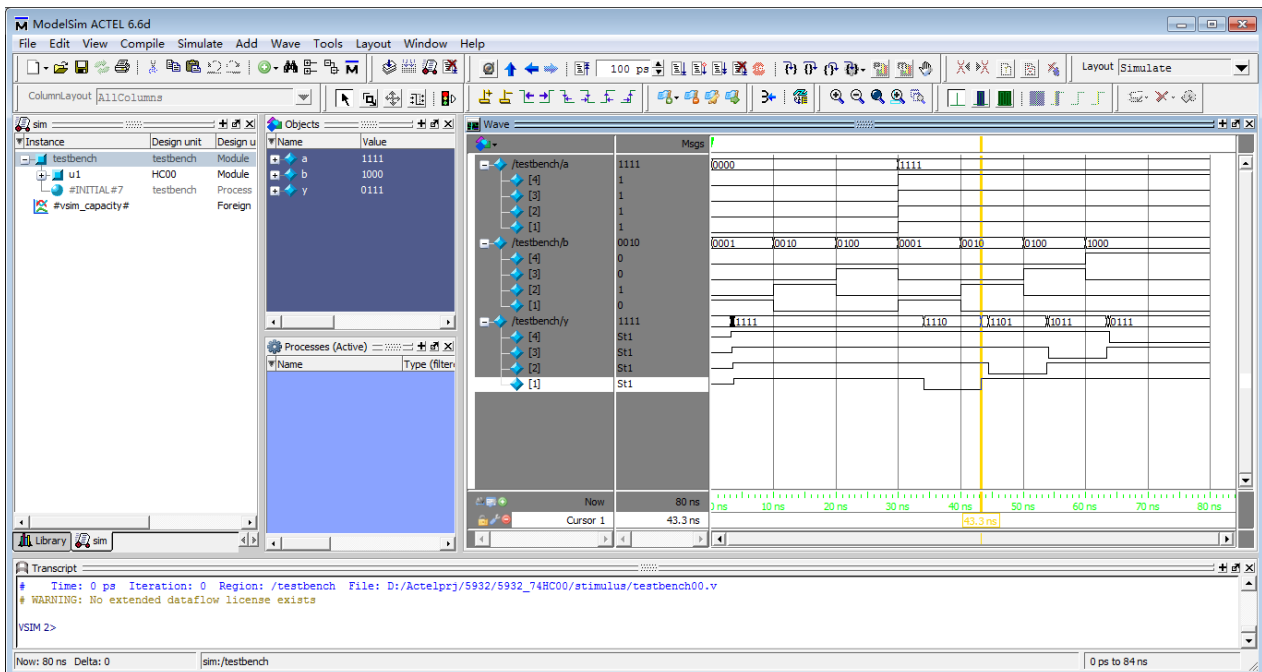 ModelSim ACTEL 6.6d
File Edit View Compile Simulate Add Wave Tools Layout Window Help
100 ps
Layout Simulate
ColumnLayout AllColumns
sim
Instance Design unit Design u
testbench testbench Module
u1 HC00 Module
#INITIAL#7 testbench Process
#vsim_capacity# Foreign
Library sim
Objects
Name Value
a 1111
b 1000
y 0111
Processes (Active)
Name Type (filter
Wave
Msgs
/testbench/a 1111 0000 1111
[4] 1
[3] 1
[2] 1
[1] 1
/testbench/b 0010 0001 0010 0100 0001 0010 0100 1000
[4] 0
[3] 0
[2] 1
[1] 0
/testbench/y 1111 1111 1110 1101 1011 0111
[4] St1
[3] St1
[2] St1
[1] St1
Now 80 ns ns 10 ns 20 ns 30 ns 40 ns 50 ns 60 ns 70 ns 80 ns
Cursor 1 43.3 ns 43.3 ns
Transcript
# Time: 0 ps Iteration: 0 Region: /testbench File: D:/Actelprj/5932/5932_74HC00/stimulus/testbench00.v
# WARNING: No extended dataflow license exists
VSIM 2>
Now: 80 ns Delta: 0 sim:/testbench 0 ps to 84 ns